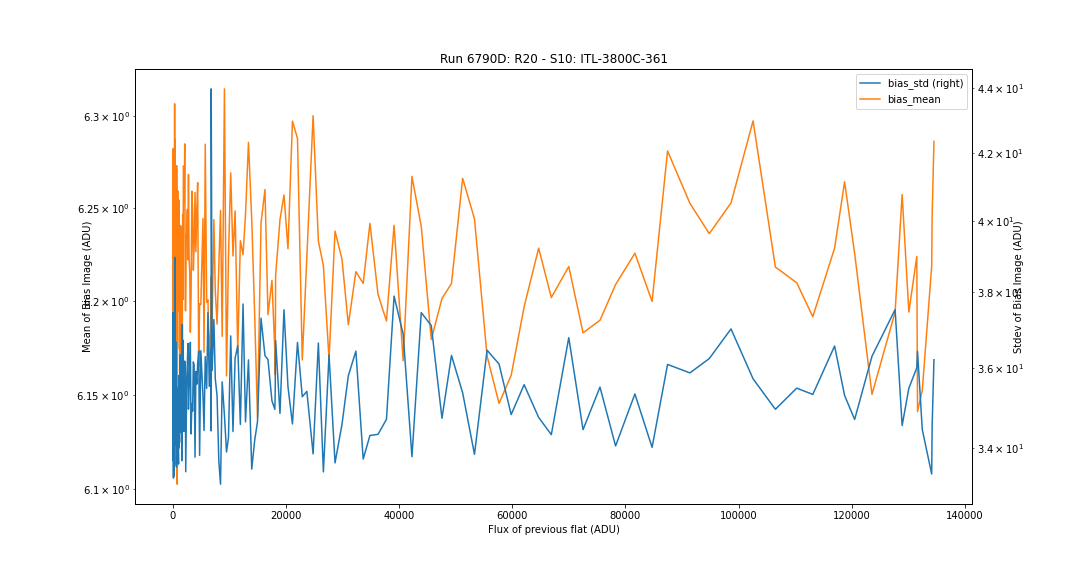 Run 6790D: R20 - S10: ITL-3800C-361
bias_std (right)
bias_mean
6.3 × 10⁰
6.25 × 10⁰
6.2 × 10⁰
6.15 × 10⁰
6.1 × 10⁰
Mean of Bias Image (ADU)
4.4 × 10¹
4.2 × 10¹
4 × 10¹
3.8 × 10¹
3.6 × 10¹
3.4 × 10¹
Stdev of Bias Image (ADU)
0 20000 40000 60000 80000 100000 120000 140000
Flux of previous flat (ADU)